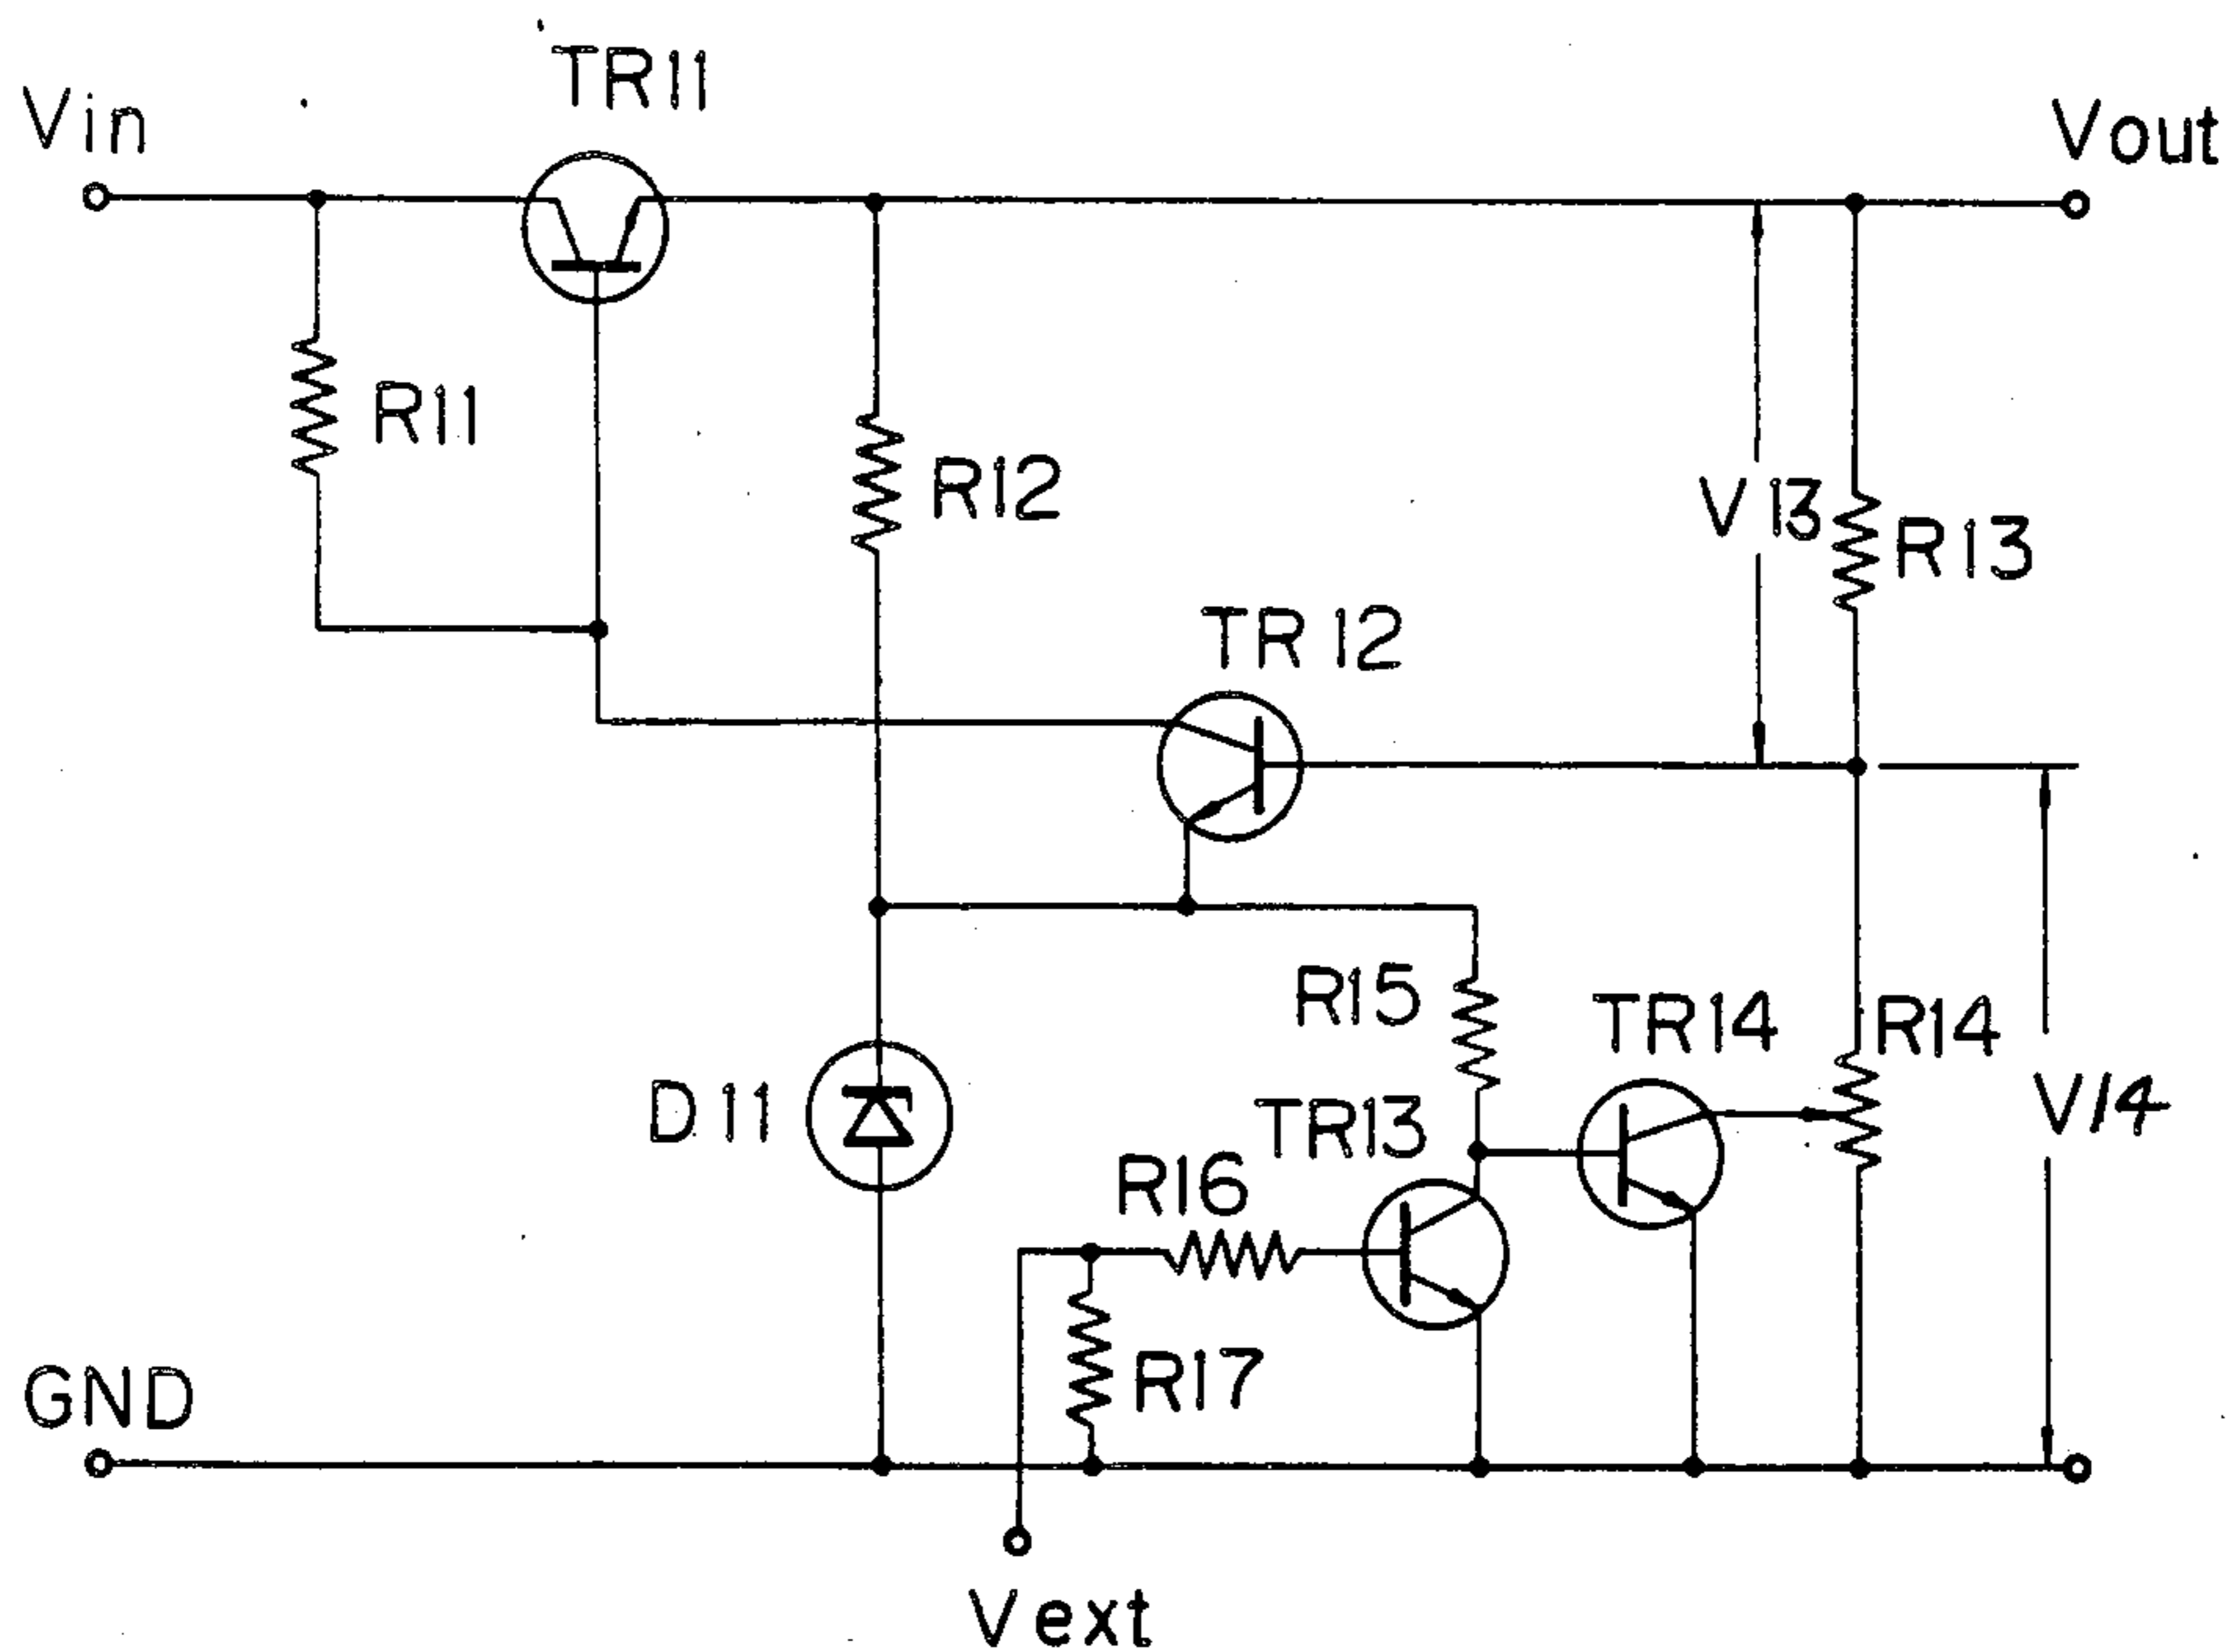 TR11
Vin
Vout
R11
R12
V13
R13
TR12
R15
TR14
R14
D11
TR13
V14
R16
R17
GND
Vext